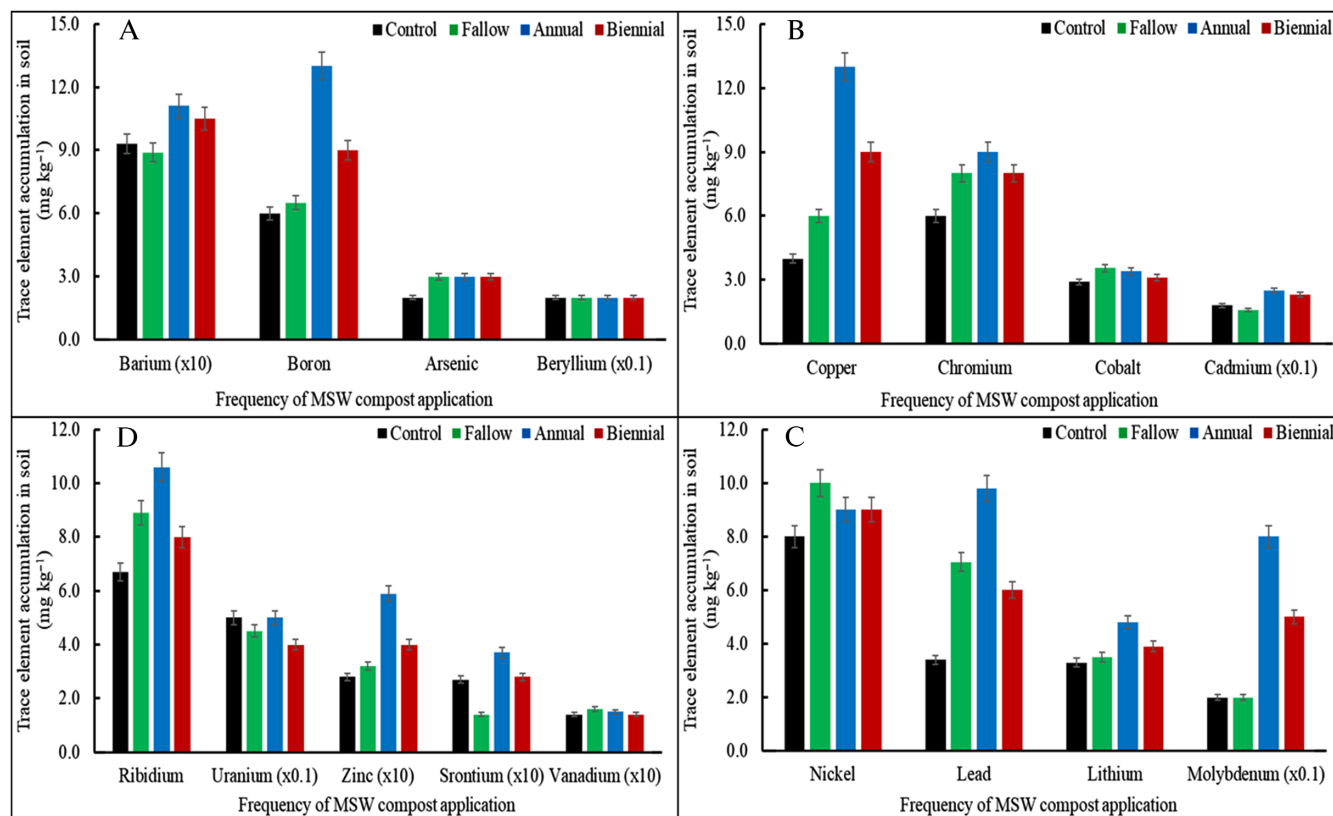 A
Control Fallow Annual Biennial
Trace element accumulation in soil
(mg kg⁻¹)
15.0
12.0
9.0
6.0
3.0
0.0
Barium (x10) Boron Arsenic Beryllium (x0.1)
Frequency of MSW compost application
B
Control Fallow Annual Biennial
Trace element accumulation in soil
(mg kg⁻¹)
15.0
12.0
9.0
6.0
3.0
0.0
Copper Chromium Cobalt Cadmium (x0.1)
Frequency of MSW compost application
D
Control Fallow Annual Biennial
Trace element accumulation in soil
(mg kg⁻¹)
12.0
10.0
8.0
6.0
4.0
2.0
0.0
Ribidium Uranium (x0.1) Zinc (x10) Srontium (x10) Vanadium (x10)
Frequency of MSW compost application
C
Control Fallow Annual Biennial
Trace element accumulation in soil
(mg kg⁻¹)
12.0
10.0
8.0
6.0
4.0
2.0
0.0
Nickel Lead Lithium Molybdenum (x0.1)
Frequency of MSW compost application